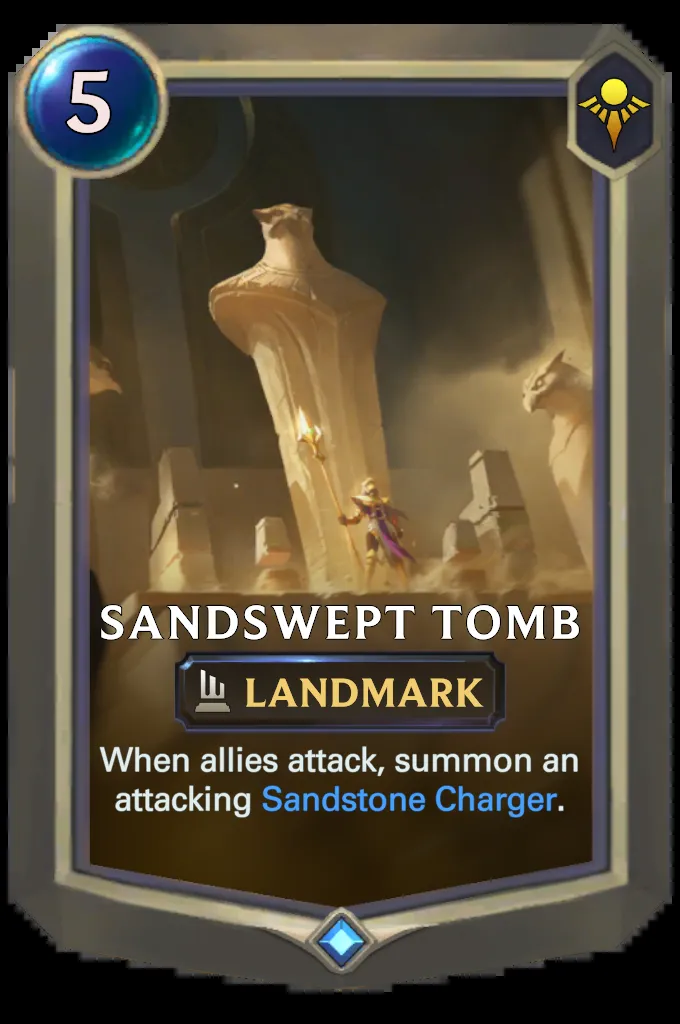 5
SANDSWEPT TOMB
LANDMARK
When allies attack, summon an
attacking Sandstone Charger.